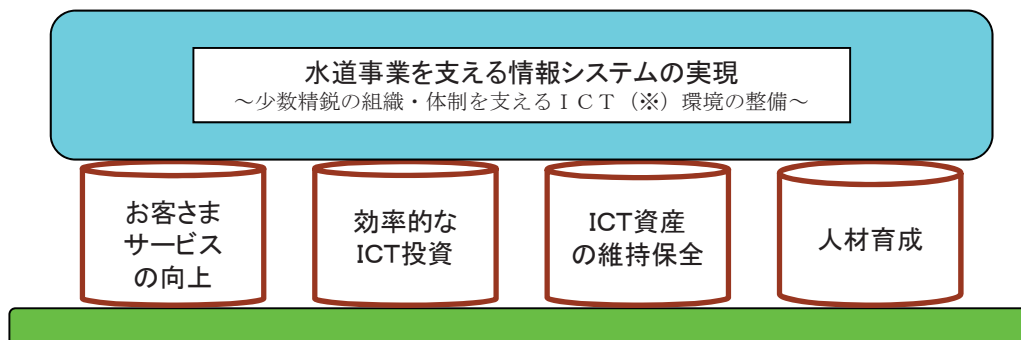 水道事業を支える情報システムの実現
～少数精鋭の組織・体制を支えるＩＣＴ（※）環境の整備～
お客さま
サービス
の向上
効率的な
ICT投資
ICT資産
の維持保全
人材育成